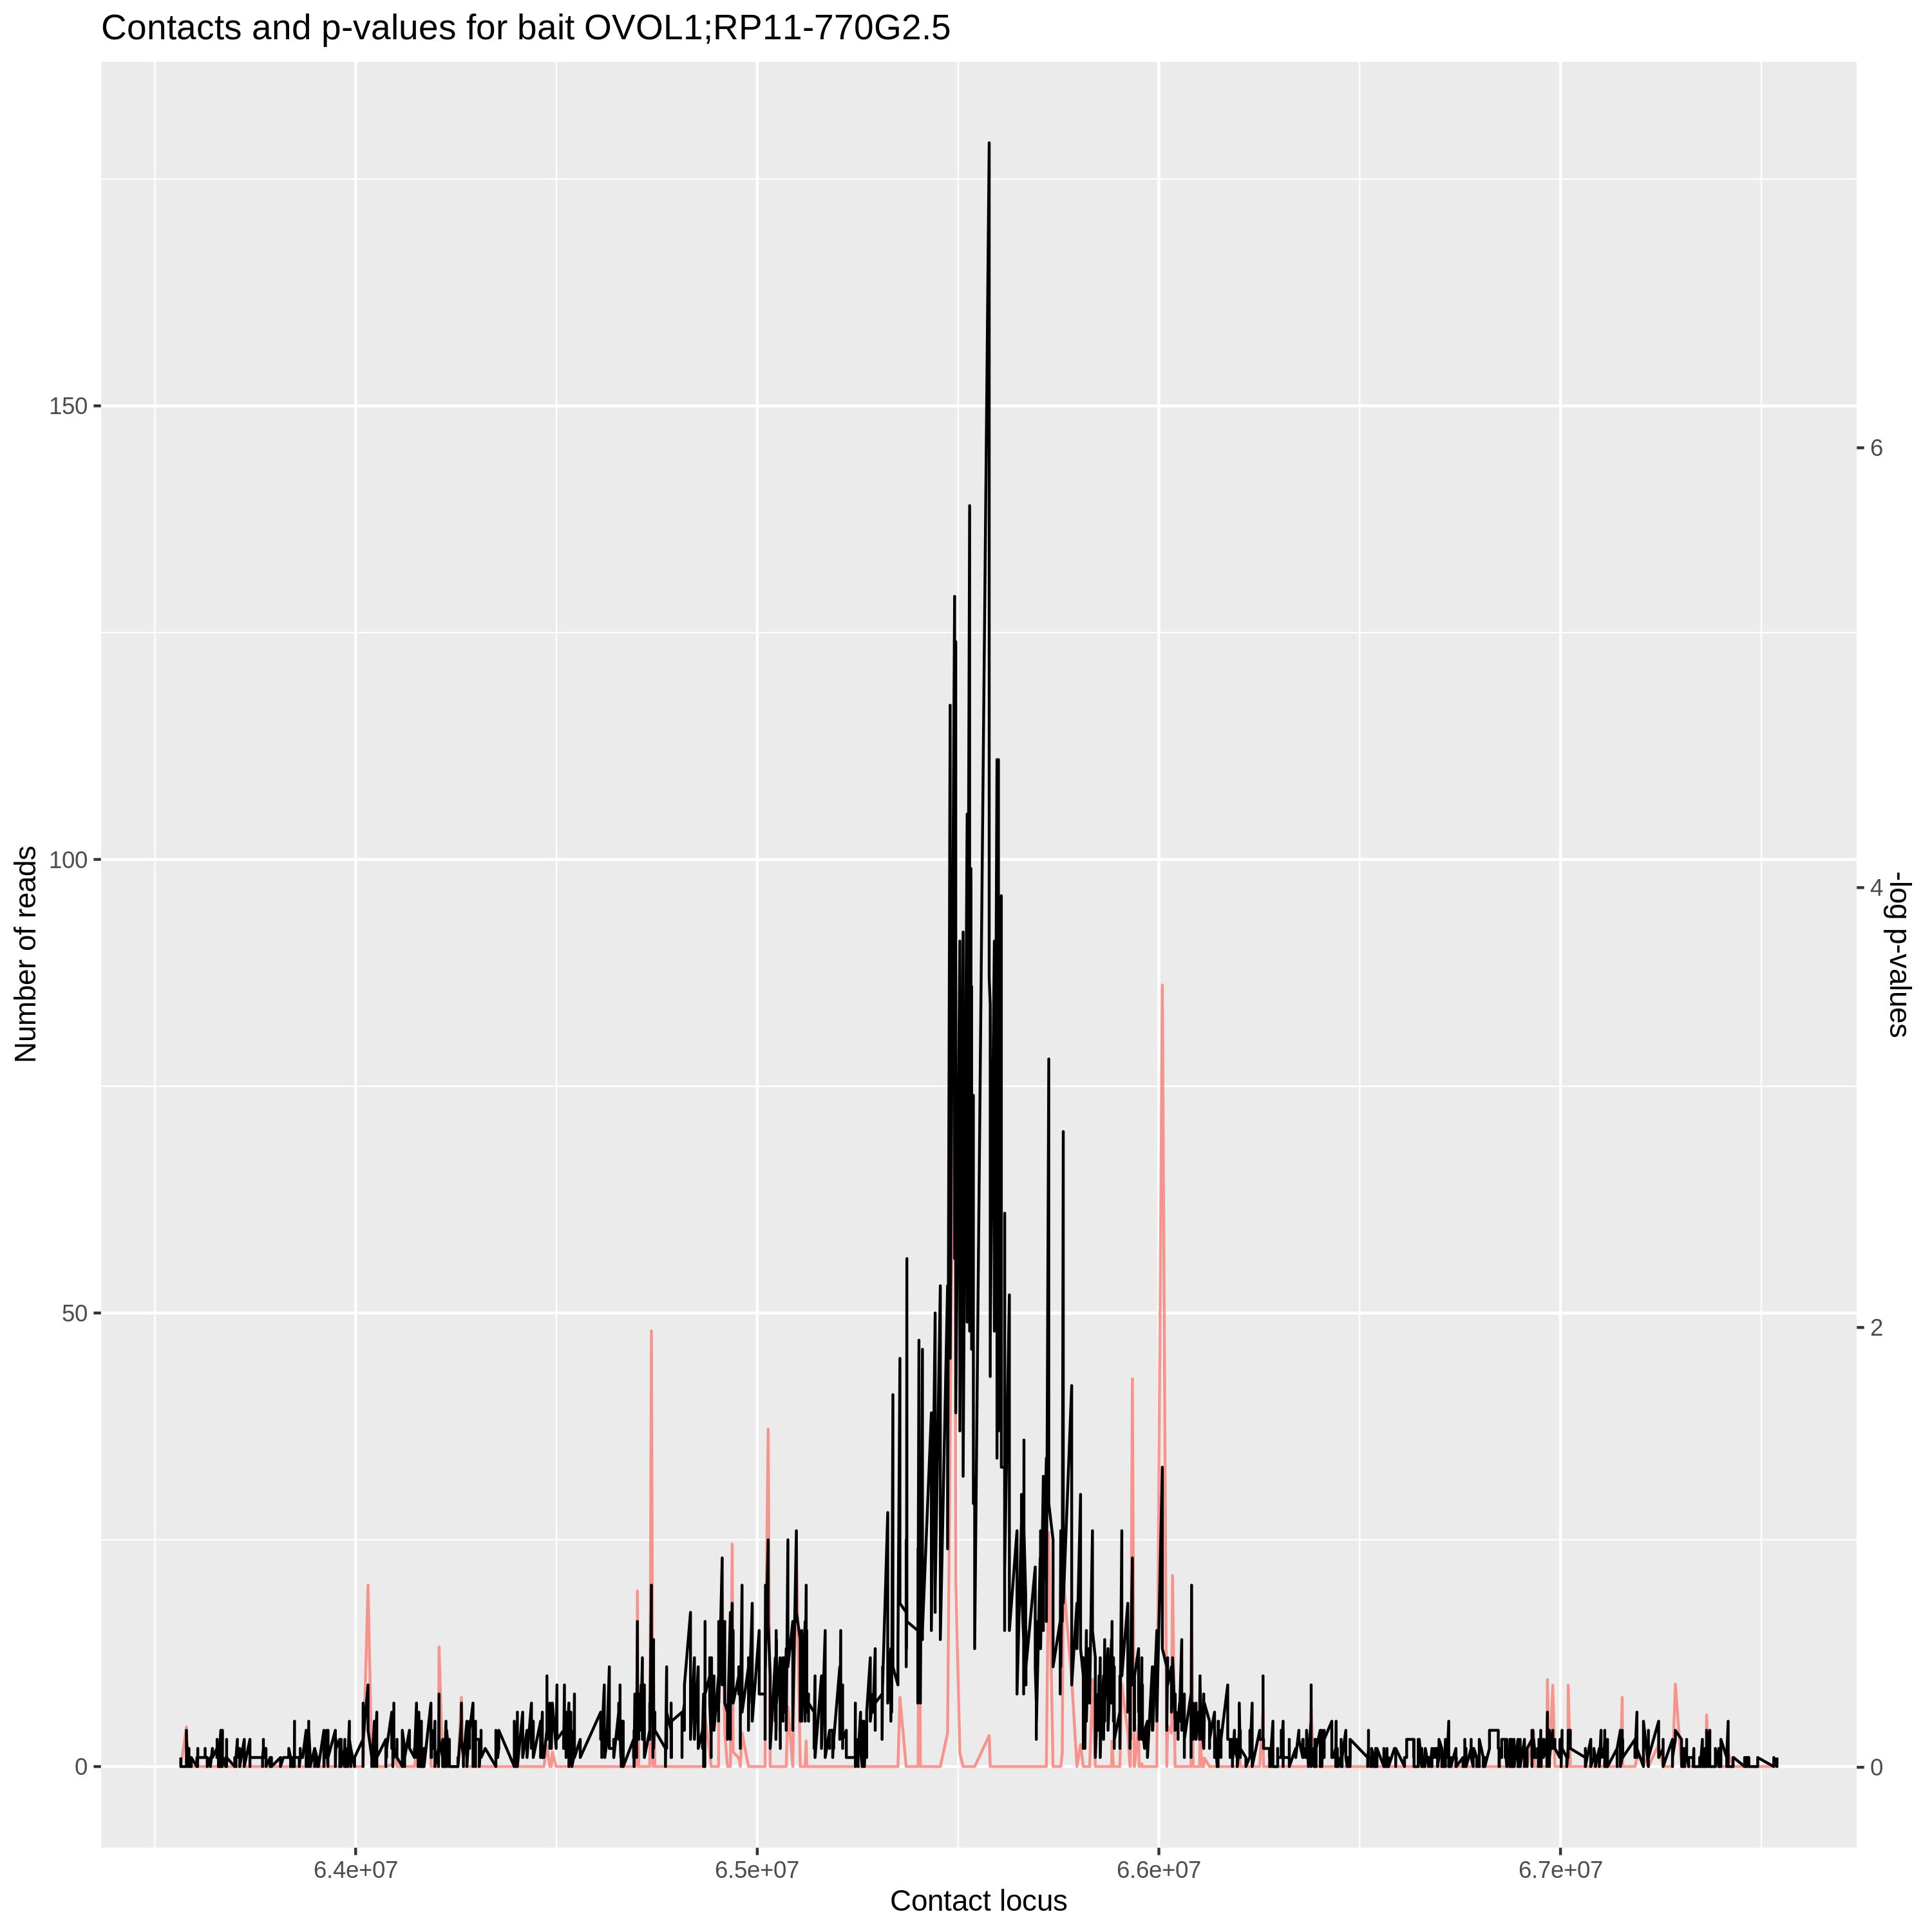 Contacts and p-values for bait OVOL1;RP11-770G2.5
Number of reads
150
100
50
0
6
4
2
0
-log p-values
6.4e+07 6.5e+07 6.6e+07 6.7e+07
Contact locus